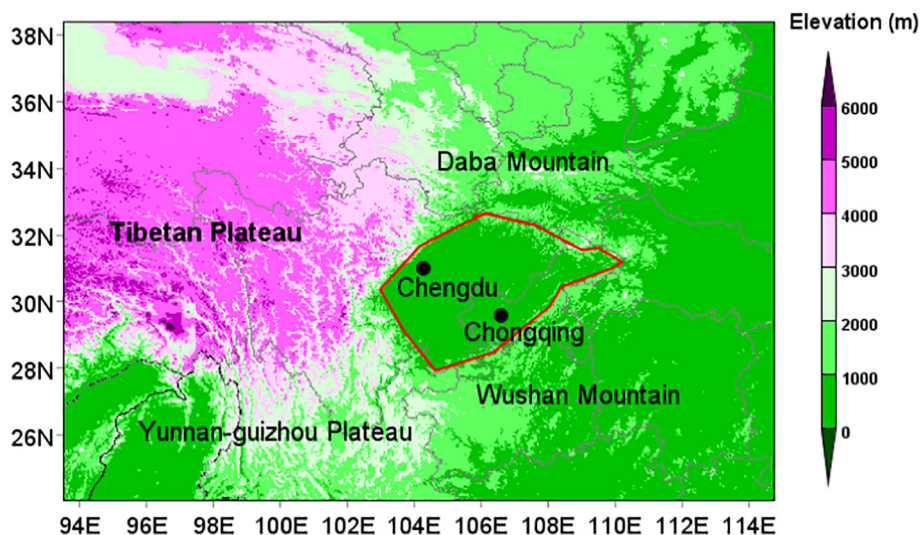 Elevation (m)
38N
36N
34N
32N
30N
28N
26N
Daba Mountain
Tibetan Plateau
Chengdu
Chongqing
Wushan Mountain
Yunnan-guizhou Plateau
6000
5000
4000
3000
2000
1000
0
94E 96E 98E 100E 102E 104E 106E 108E 110E 112E 114E